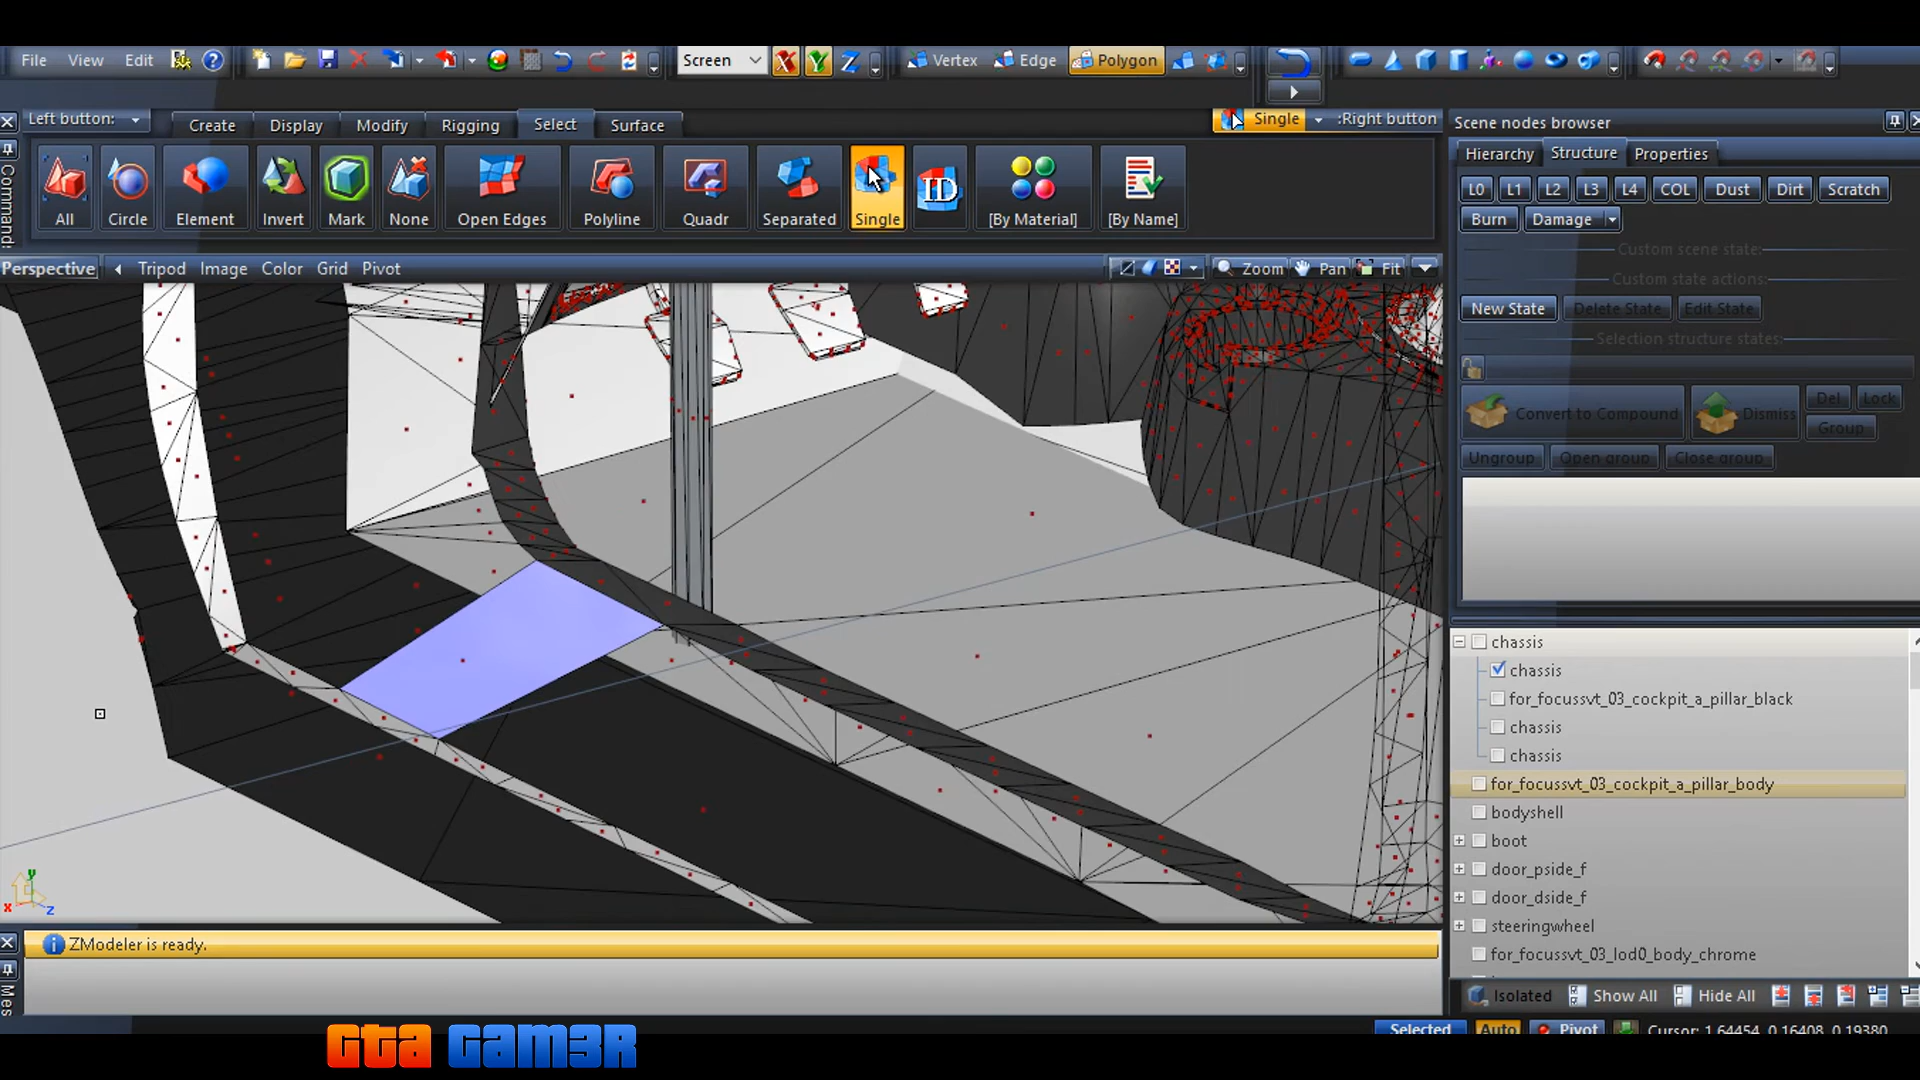 File View Edit Screen X Y Z Vertex Edge Polygon
Left button: Create Display Modify Rigging Select Surface Single :Right button
Command:
All Circle Element Invert Mark None Open Edges Polyline Quadr Separated Single ID [By Material] [By Name]
Perspective Tripod Image Color Grid Pivot Zoom Pan Fit
Scene nodes browser
Hierarchy Structure Properties
L0 L1 L2 L3 L4 COL Dust Dirt Scratch
Burn Damage
Custom scene state:
Custom state actions:
New State Delete State Edit State
Selection structure states:
Convert to Compound Dismiss Del Lock
Group
Ungroup Open group Close group
chassis
chassis
for_focussvt_03_cockpit_a_pillar_black
chassis
chassis
for_focussvt_03_cockpit_a_pillar_body
bodyshell
boot
door_pside_f
door_dside_f
steeringwheel
for_focussvt_03_lod0_body_chrome
Isolated Show All Hide All
y
x
z
ZModeler is ready.
Mes
Selected Auto Pivot Cursor: 1.64454, 0.16408, 0.19380
Gta Gam3R